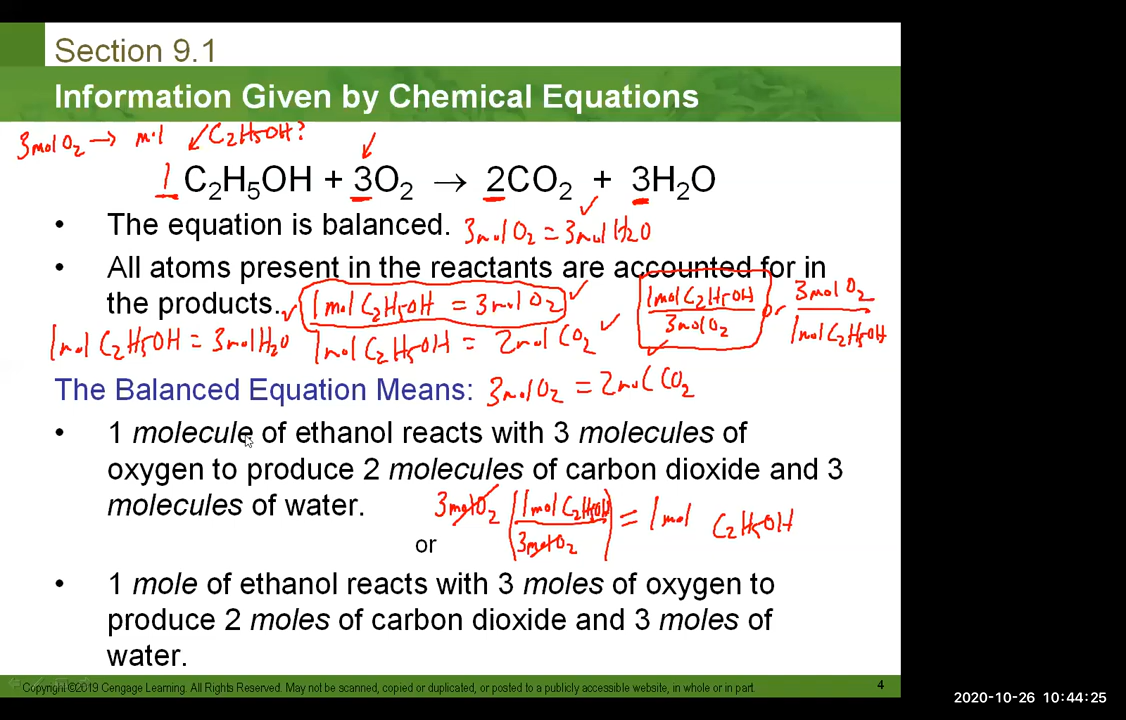 Section 9.1
Information Given by Chemical Equations
3mol O₂ → mol C₂H₅OH?
1 C₂H₅OH + 3O₂ → 2CO₂ + 3H₂O
• The equation is balanced. 3mol O₂ = 3mol H₂O
• All atoms present in the reactants are accounted for in
the products. 1mol C₂H₅OH = 3mol O₂
1mol C₂H₅OH / 3mol O₂ or 3mol O₂ / 1mol C₂H₅OH
1mol C₂H₅OH = 3mol H₂O 1mol C₂H₅OH = 2mol CO₂
The Balanced Equation Means: 3mol O₂ = 2mol CO₂
• 1 molecule of ethanol reacts with 3 molecules of
oxygen to produce 2 molecules of carbon dioxide and 3
molecules of water.
3mol O₂ | 1mol C₂H₅OH / 3mol O₂ | = 1mol C₂H₅OH
or
• 1 mole of ethanol reacts with 3 moles of oxygen to
produce 2 moles of carbon dioxide and 3 moles of
water.
Copyright ©2019 Cengage Learning. All Rights Reserved. May not be scanned, copied or duplicated, or posted to a publicly accessible website, in whole or in part. 4
2020-10-26 10:44:25